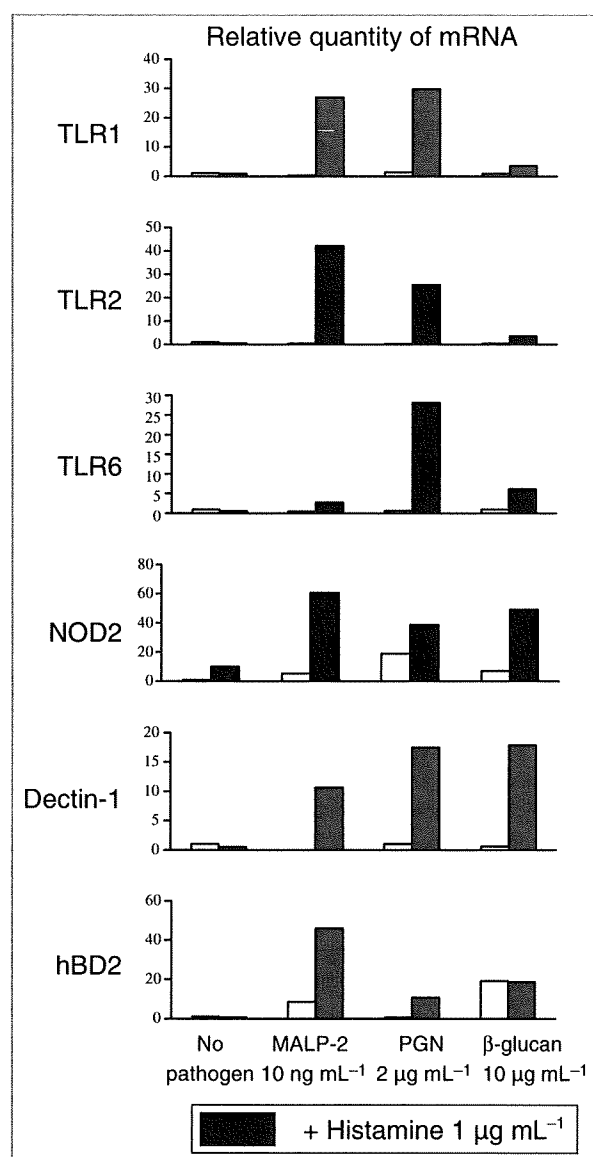 Relative quantity of mRNA
TLR1
40
30
20
10
0
TLR2
50
40
30
20
10
0
TLR6
30
25
20
15
10
5
0
NOD2
80
60
40
20
0
Dectin-1
20
15
10
5
0
hBD2
60
40
20
0
No pathogen
MALP-2 10 ng mL⁻¹
PGN 2 µg mL⁻¹
β-glucan 10 µg mL⁻¹
+ Histamine 1 µg mL⁻¹